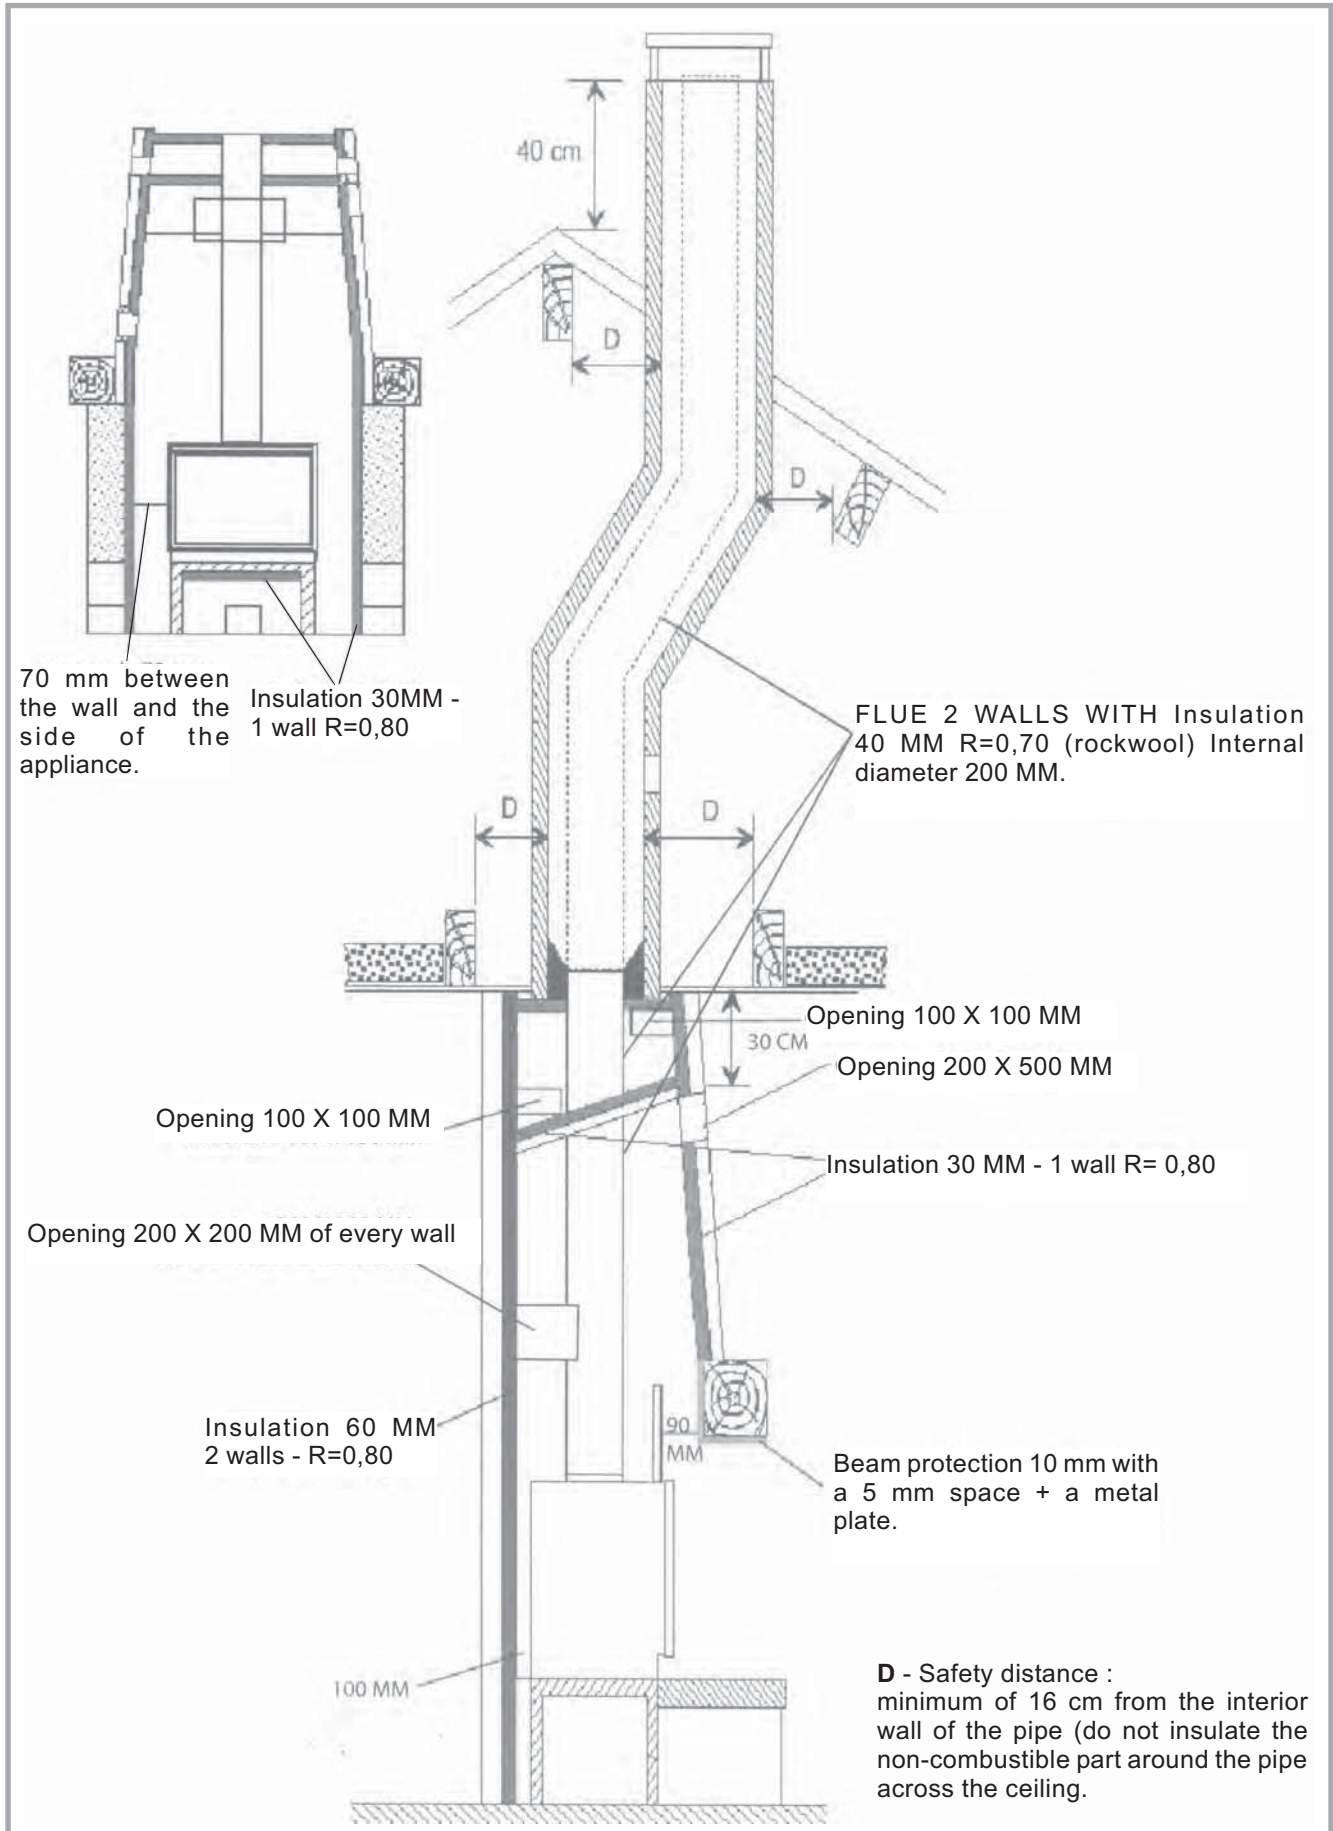 40 cm
D
D
70 mm between
the wall and the
side of the
appliance.
Insulation 30MM -
1 wall R=0,80
FLUE 2 WALLS WITH Insulation
40 MM R=0,70 (rockwool) Internal
diameter 200 MM.
D
D
Opening 100 X 100 MM
30 CM
Opening 200 X 500 MM
Opening 100 X 100 MM
Insulation 30 MM - 1 wall R= 0,80
Opening 200 X 200 MM of every wall
Insulation 60 MM
2 walls - R=0,80
90
MM
Beam protection 10 mm with
a 5 mm space + a metal
plate.
100 MM
D - Safety distance :
minimum of 16 cm from the interior
wall of the pipe (do not insulate the
non-combustible part around the pipe
across the ceiling.